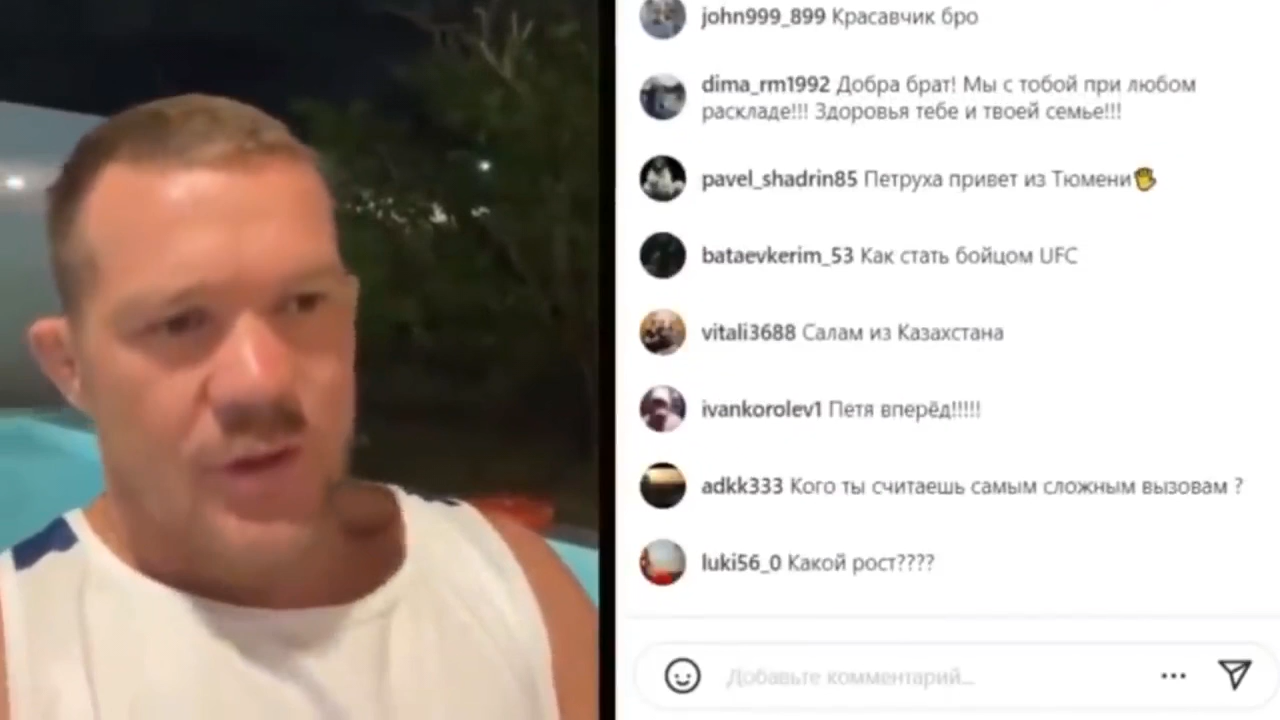 john999_899 Красавчик бро
dima_rm1992 Добра брат! Мы с тобой при любом
раскладе!!! Здоровья тебе и твоей семье!!!
pavel_shadrin85 Петруха привет из Тюмени🤚
bataevkerim_53 Как стать бойцом UFC
vitali3688 Салам из Казахстана
ivankorolev1 Петя вперёд!!!!!
adkk333 Кого ты считаешь самым сложным вызовам ?
luki56_0 Какой рост????
Добавьте комментарий...